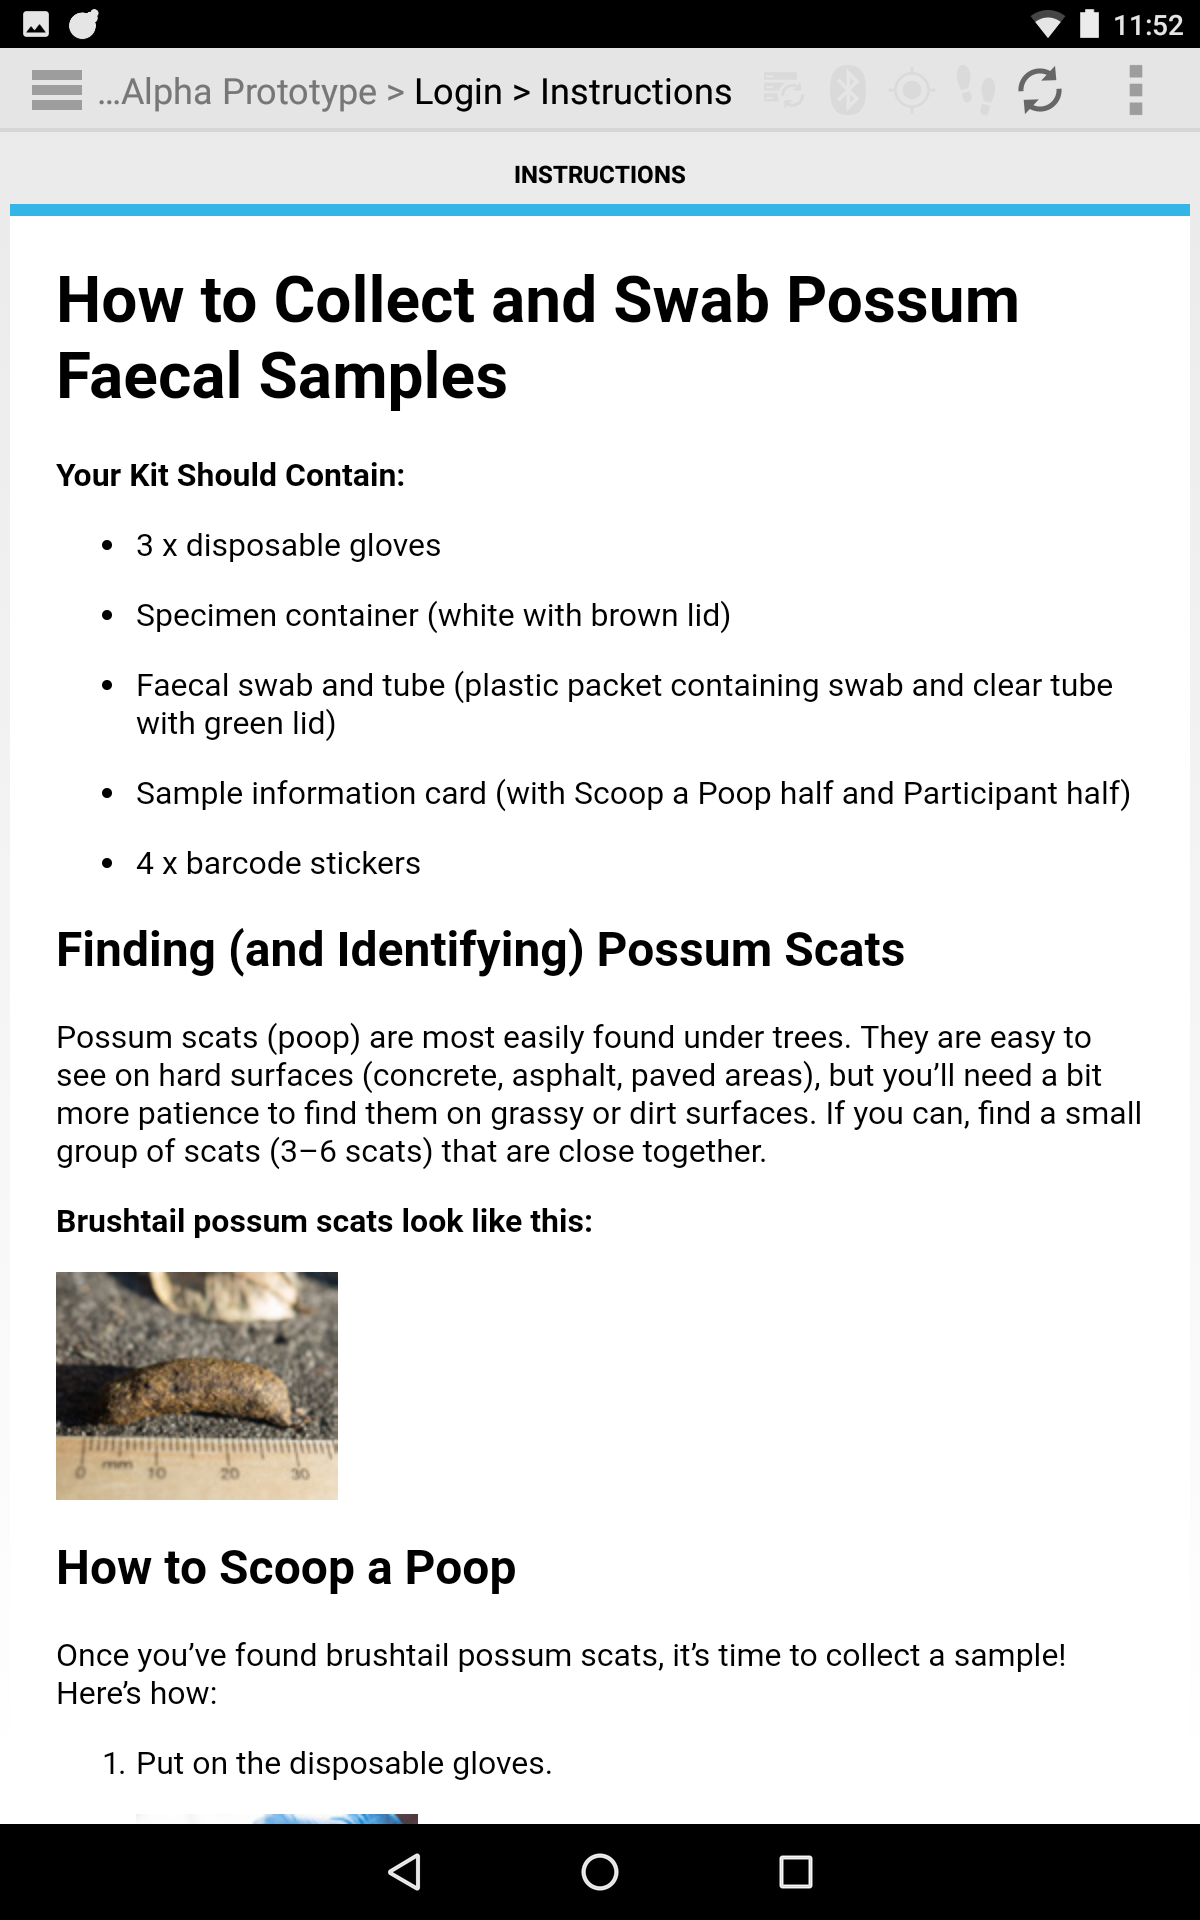 11:52
…Alpha Prototype > Login > Instructions
INSTRUCTIONS
How to Collect and Swab Possum
Faecal Samples
Your Kit Should Contain:
• 3 x disposable gloves
• Specimen container (white with brown lid)
• Faecal swab and tube (plastic packet containing swab and clear tube
with green lid)
• Sample information card (with Scoop a Poop half and Participant half)
• 4 x barcode stickers
Finding (and Identifying) Possum Scats
Possum scats (poop) are most easily found under trees. They are easy to
see on hard surfaces (concrete, asphalt, paved areas), but you’ll need a bit
more patience to find them on grassy or dirt surfaces. If you can, find a small
group of scats (3–6 scats) that are close together.
Brushtail possum scats look like this:
0 mm 10 20 30
How to Scoop a Poop
Once you’ve found brushtail possum scats, it’s time to collect a sample!
Here’s how:
1. Put on the disposable gloves.